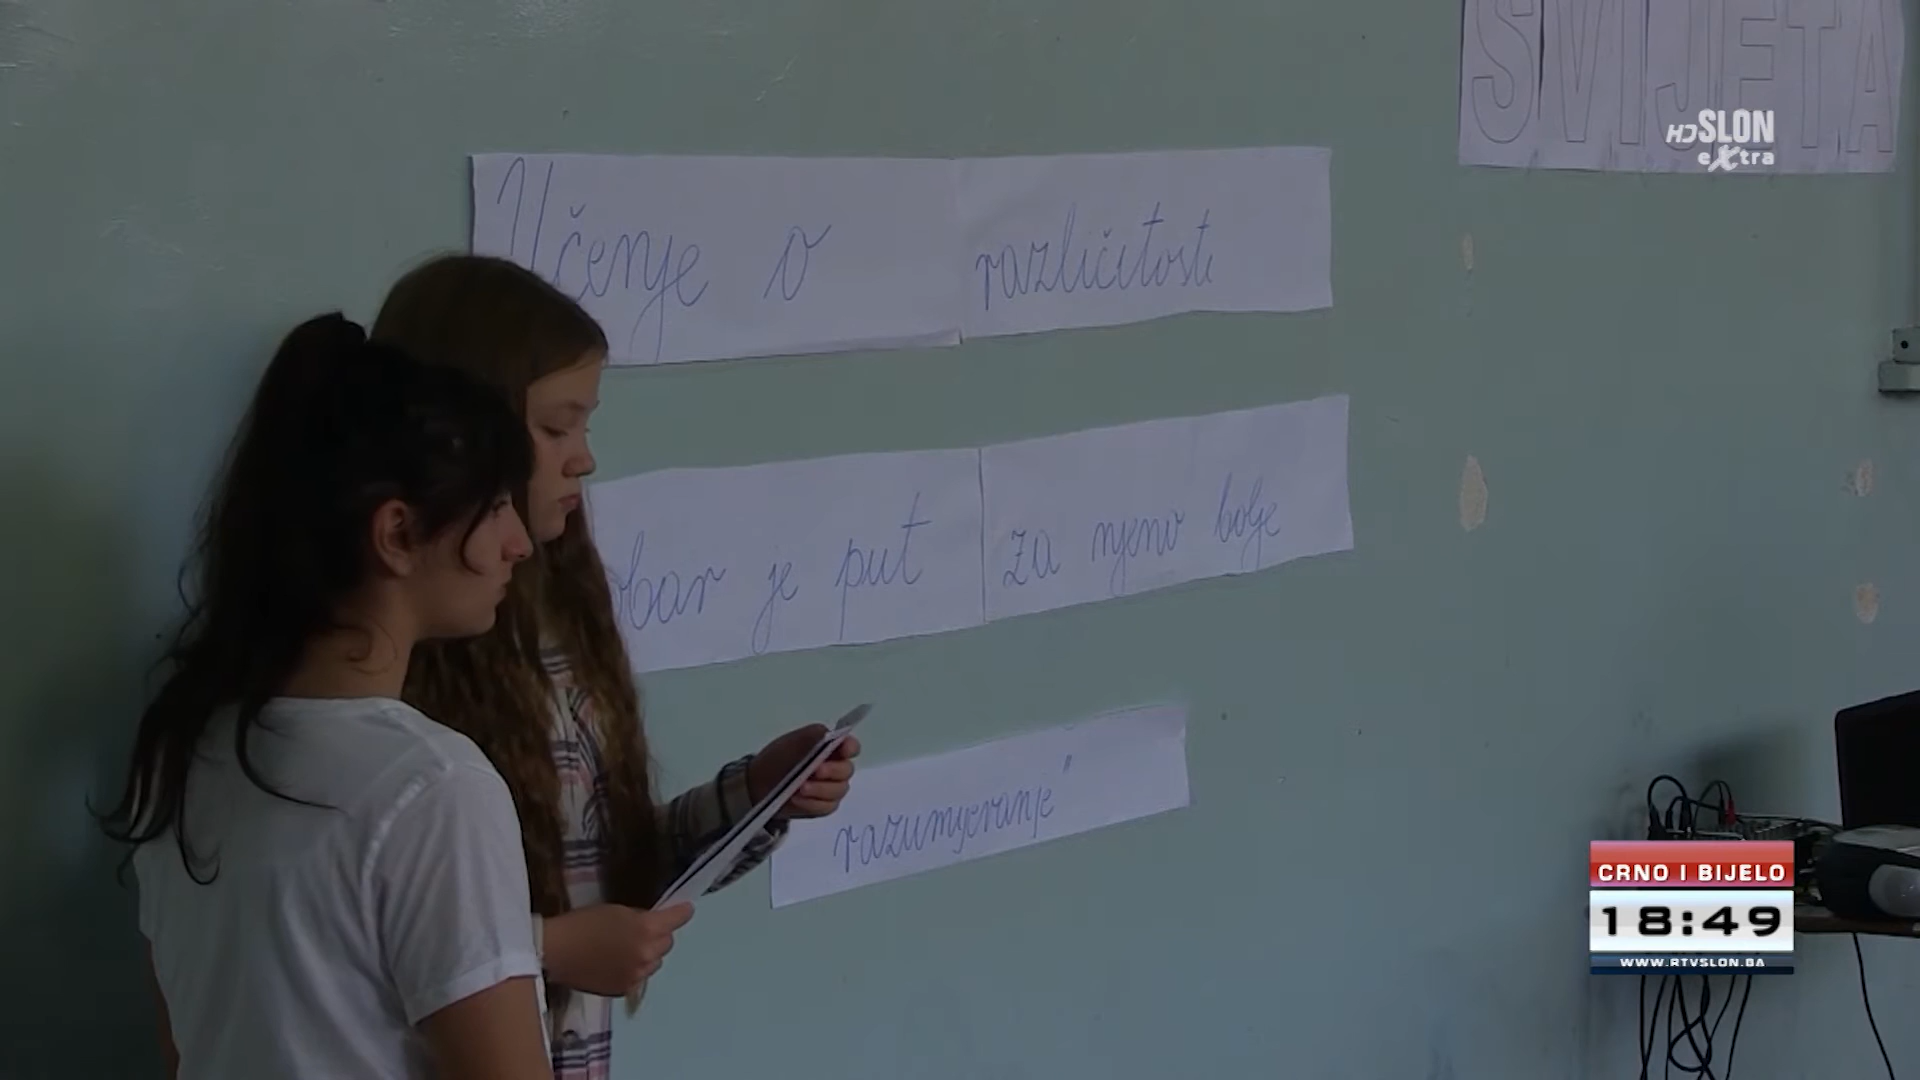 SVIJETA
HD SLON
eXtra
Učenje o različitosti
obar je put za njeno bolje
razumijevanje"
CRNO I BIJELO
18:49
WWW.RTVSLON.BA